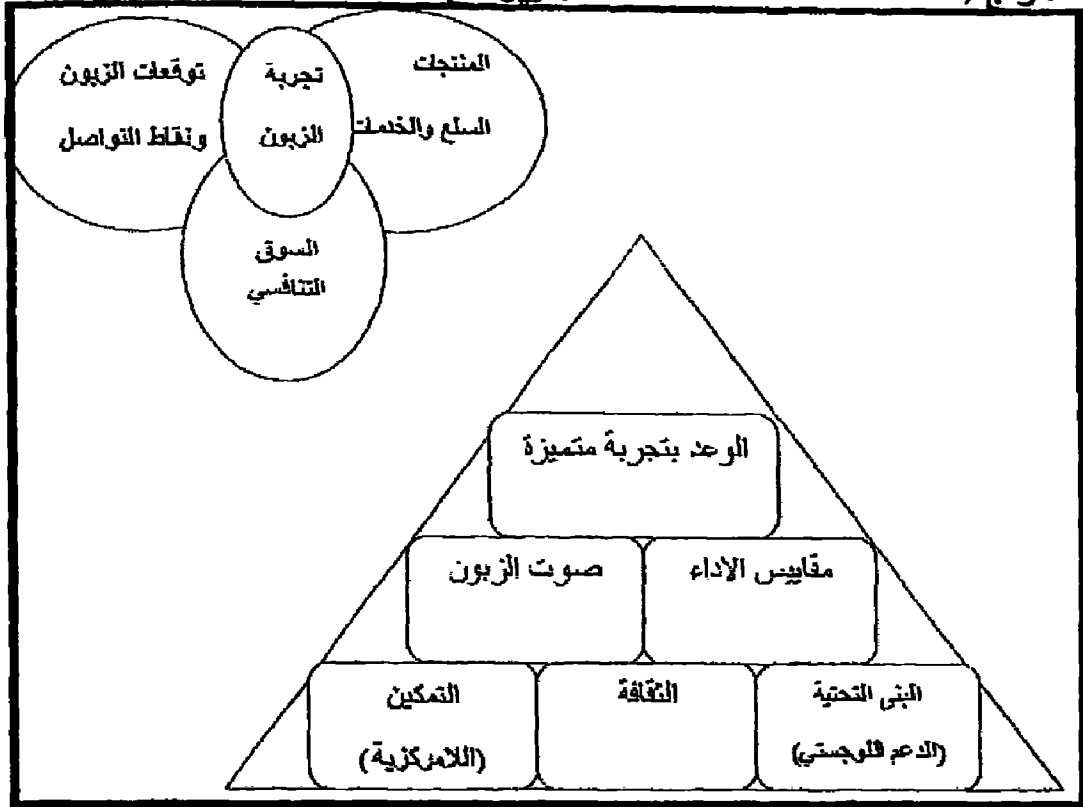 المنتجات
السلع والخدمات
تجربة
الزبون
توقعات الزبون
ونقاط التواصل
السوق
التنافسي
الوعد بتجربة متميزة
مقاييس الاداء
صوت الزبون
البنى التحتية
(الدعم اللوجستي)
الثقافة
التمكين
(اللامركزية)